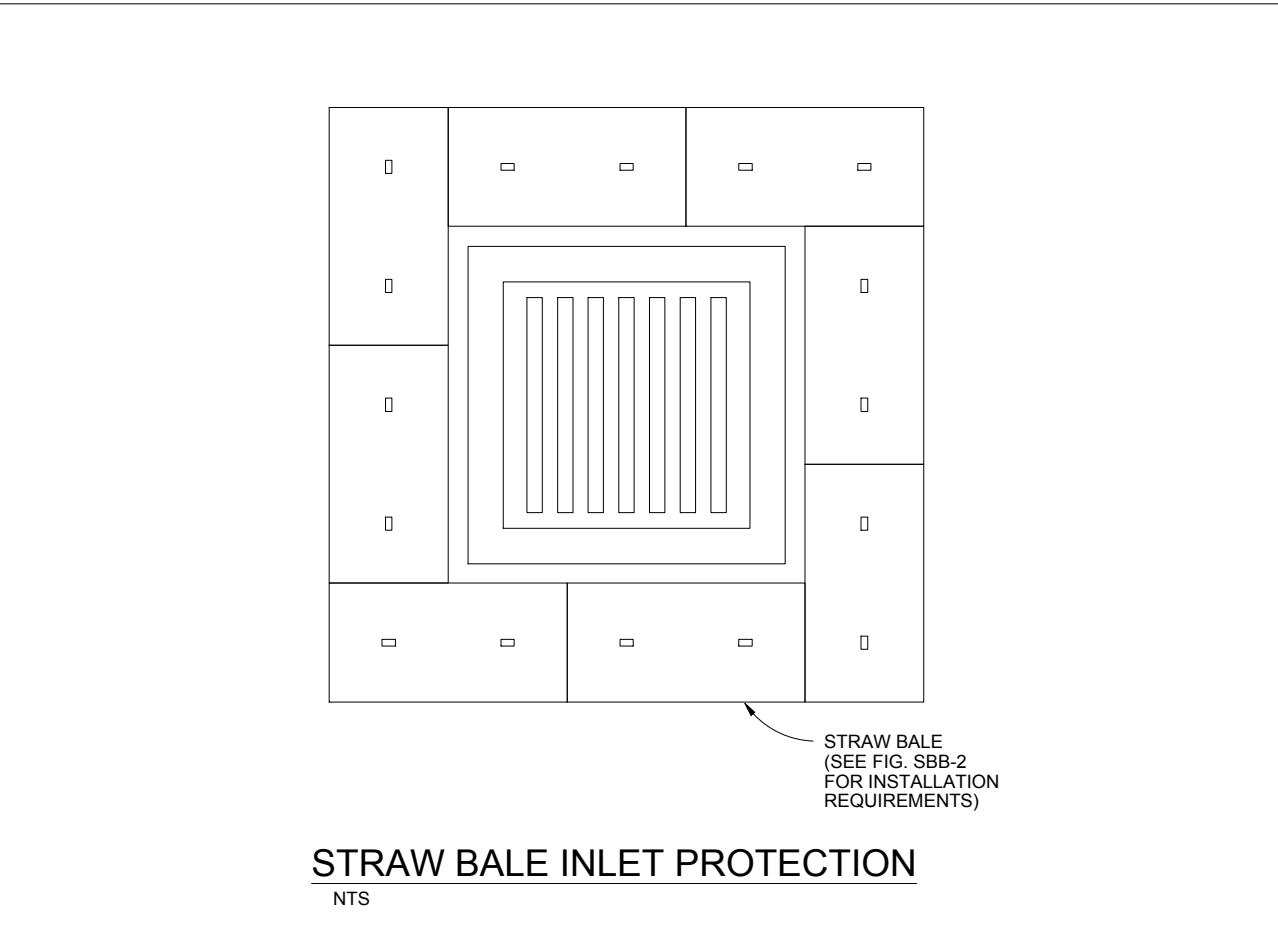 STRAW BALE
(SEE FIG. SBB-2
FOR INSTALLATION
REQUIREMENTS)
STRAW BALE INLET PROTECTION
NTS